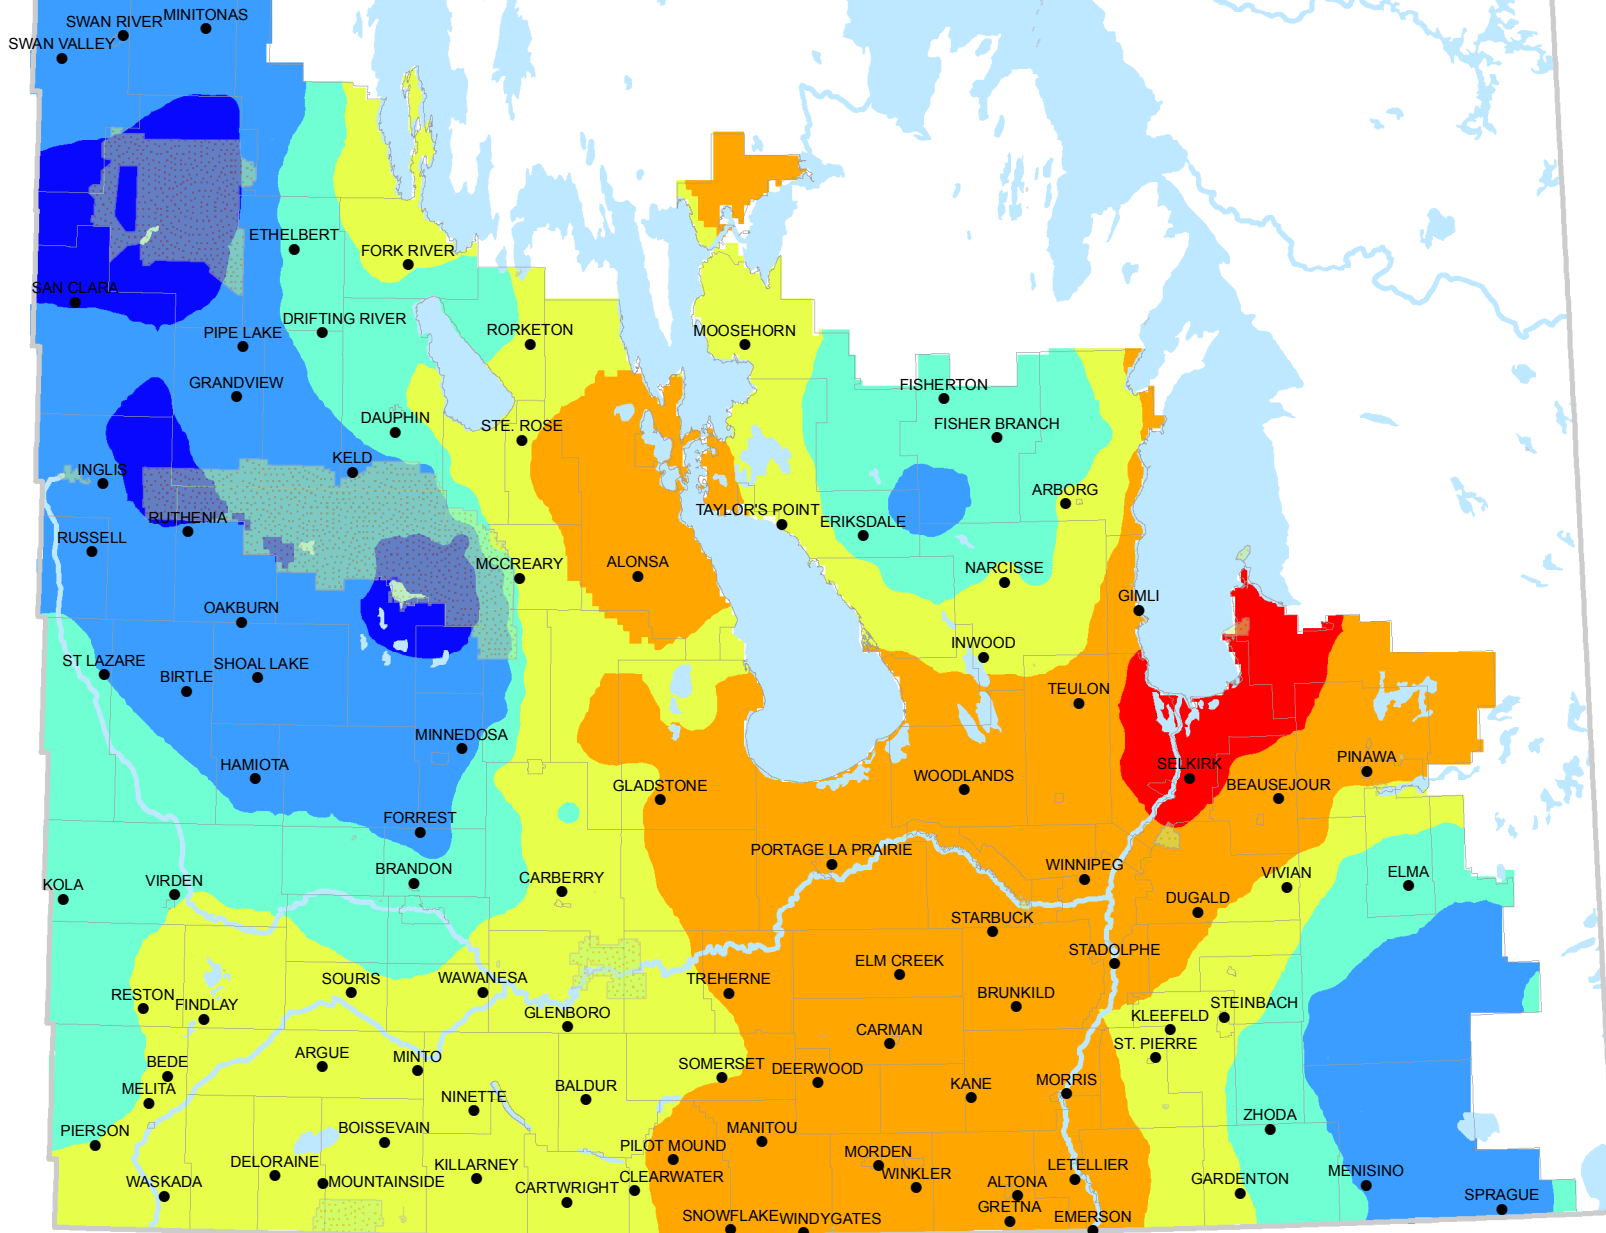 MINITONAS
SWAN RIVER
SWAN VALLEY
ETHELBERT
FORK RIVER
SAN CLARA
DRIFTING RIVER
PIPE LAKE
RORKETON
MOOSEHORN
GRANDVIEW
FISHERTON
DAUPHIN
STE. ROSE
FISHER BRANCH
KELD
INGLIS
ARBORG
TAYLOR'S POINT
RUTHENIA
ERIKSDALE
RUSSELL
MCCREARY
ALONSA
NARCISSE
GIMLI
OAKBURN
INWOOD
ST LAZARE
SHOAL LAKE
BIRTLE
TEULON
MINNEDOSA
PINAWA
HAMIOTA
SELKIRK
WOODLANDS
GLADSTONE
BEAUSEJOUR
FORREST
PORTAGE LA PRAIRIE
WINNIPEG
BRANDON
VIVIAN
ELMA
KOLA
VIRDEN
CARBERRY
DUGALD
STARBUCK
STADOLPHE
ELM CREEK
SOURIS
WAWANESA
TREHERNE
RESTON
FINDLAY
BRUNKILD
STEINBACH
GLENBORO
KLEEFELD
CARMAN
ST. PIERRE
ARGUE
MINTO
BEDE
SOMERSET
DEERWOOD
MELITA
NINETTE
BALDUR
KANE
MORRIS
ZHODA
PIERSON
BOISSEVAIN
MANITOU
PILOT MOUND
MORDEN
DELORAINE
KILLARNEY
LETELLIER
WINKLER
MENISINO
WASKADA
MOUNTAINSIDE
CARTWRIGHT
CLEARWATER
ALTONA
GARDENTON
SPRAGUE
GRETNA
SNOWFLAKE
WINDYGATES
EMERSON